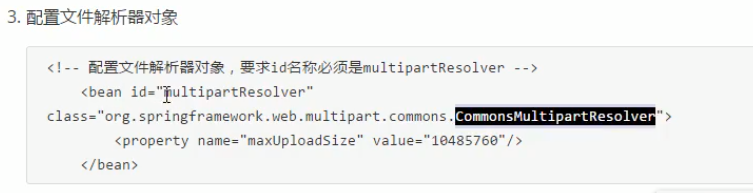 3. 配置文件解析器对象
<!-- 配置文件解析器对象，要求id名称必须是multipartResolver -->
<bean id="multipartResolver"
class="org.springframework.web.multipart.commons.CommonsMultipartResolver">
<property name="maxUploadSize" value="10485760"/>
</bean>